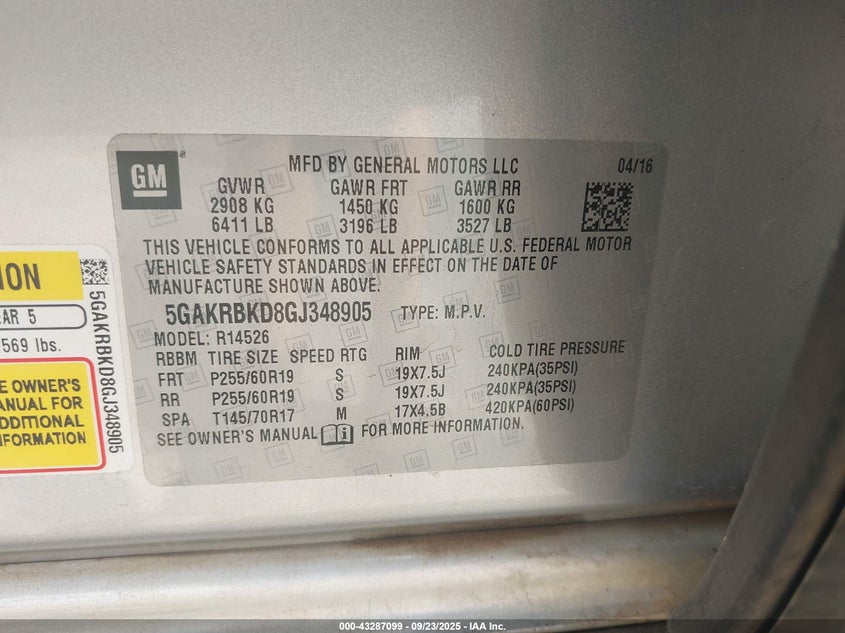 GM
®
MFD BY GENERAL MOTORS LLC 04/16
GVWR GAWR FRT GAWR RR
2908 KG 1450 KG 1600 KG
6411 LB 3196 LB 3527 LB
THIS VEHICLE CONFORMS TO ALL APPLICABLE U.S. FEDERAL MOTOR
VEHICLE SAFETY STANDARDS IN EFFECT ON THE DATE OF
MANUFACTURE SHOWN ABOVE.
5GAKRBKD8GJ348905 TYPE: M.P.V.
MODEL: R14526
RBBM TIRE SIZE SPEED RTG RIM COLD TIRE PRESSURE
FRT P255/60R19 S 19X7.5J 240KPA(35PSI)
RR P255/60R19 S 19X7.5J 240KPA(35PSI)
SPA T145/70R17 M 17X4.5B 420KPA(60PSI)
SEE OWNER'S MANUAL i FOR MORE INFORMATION.
ION
AR 5
569 lbs.
E OWNER'S
ANUAL FOR
DDITIONAL
FORMATION
5GAKRBKD8GJ348905
000-43287099 - 09/23/2025 - IAA Inc.